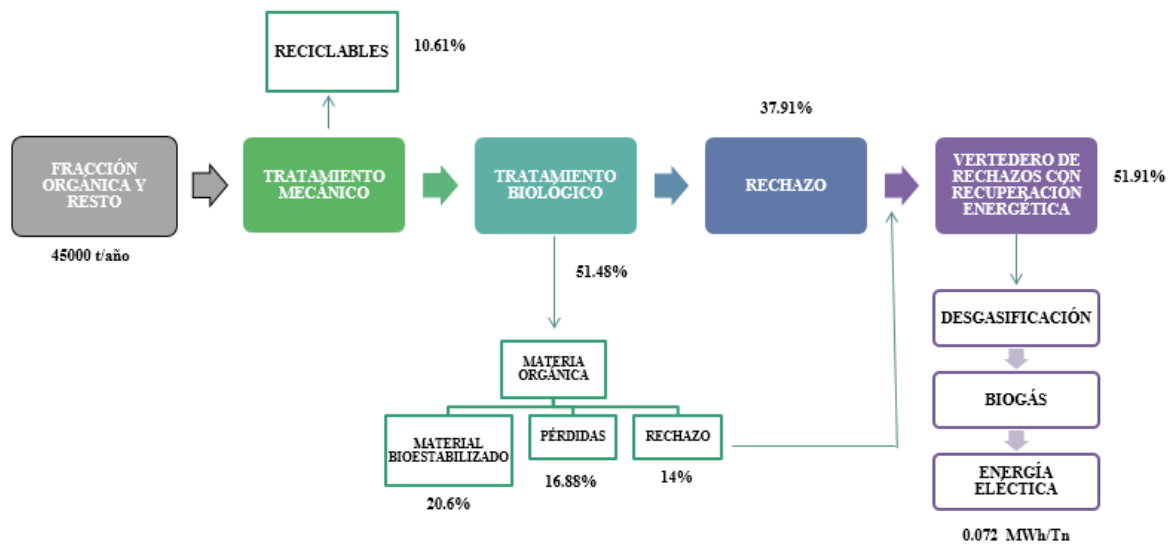 RECICLABLES
10.61%
37.91%
FRACCIÓN
ORGÁNICA Y
RESTO
TRATAMIENTO
MECÁNICO
TRATAMIENTO
BIOLÓGICO
RECHAZO
VERTEDERO DE
RECHAZOS CON
RECUPERACIÓN
ENERGÉTICA
51.91%
45000 t/año
51.48%
MATERIA
ORGÁNICA
MATERIAL
BIOESTABILIZADO
PÉRDIDAS
RECHAZO
20.6%
16.88%
14%
DESGASIFICACIÓN
BIOGÁS
ENERGÍA
ELÉCTICA
0.072 MWh/Tn